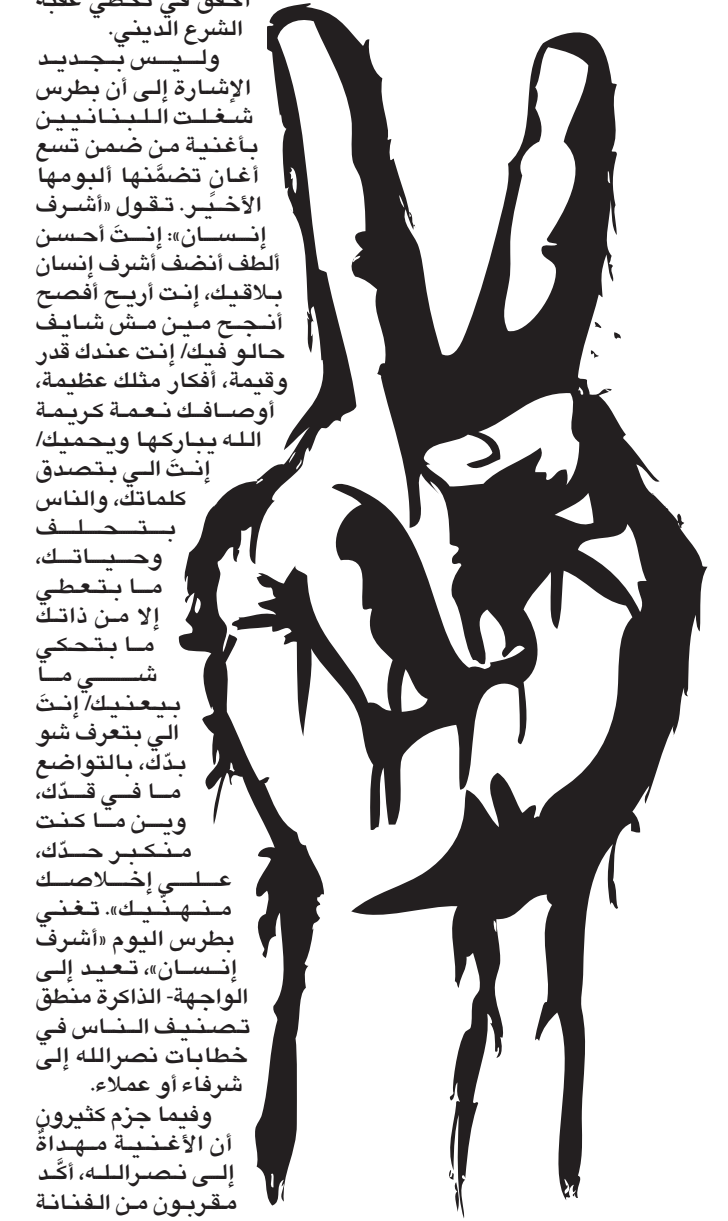 أخفق في تخطي عقبة
الشرع الديني.
وليس بجديد
الإشارة إلى أن بطرس
شغلت اللبنانيين
بأغنية من ضمن تسع
أغانٍ تضمَّنها ألبومها
الأخير. تقول «أشرف
إنسان»: إنتَ أحسن
ألطف أنضف أشرف إنسان
بلاقيك، إنت أريح أفصح
أنجح مين مش شايف
حالو فيك/ إنت عندك قدر
وقيمة، أفكار مثلك عظيمة،
أوصافك نعمة كريمة
الله يباركها ويحميك/
إنتَ الي بتصدق
كلماتك، والناس
بتحلف
وحياتك،
ما بتعطي
إلا من ذاتك
ما بتحكي
شي ما
بيعنيك/ إنتَ
الي بتعرف شو
بدّك، بالتواضع
ما في قدّك،
وين ما كنت
منكبر حدّك،
على إخلاصك
منهنّيك». تغني
بطرس اليوم «أشرف
إنسان»، تعيد إلى
الواجهة- الذاكرة منطق
تصنيف الناس في
خطابات نصرالله إلى
شرفاء أو عملاء.
وفيما جزم كثيرون
أن الأغنية مهداةٌ
إلى نصرالله، أكَّد
مقربون من الفنانة